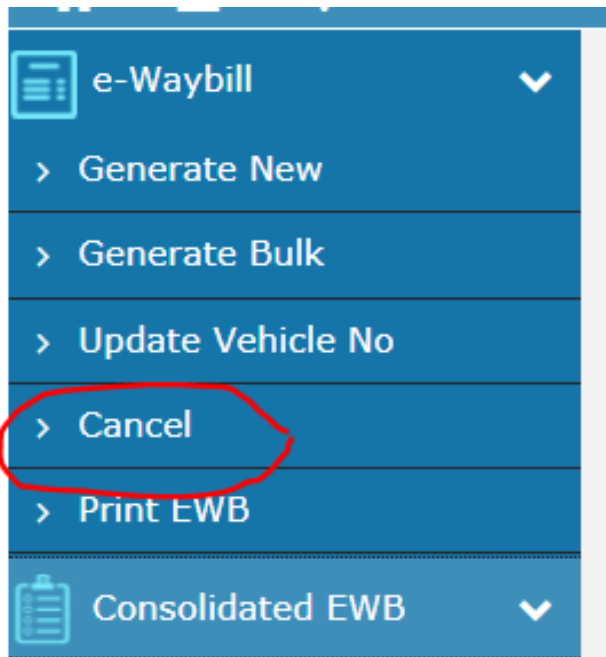 e-Waybill
Generate New
Generate Bulk
Update Vehicle No
Cancel
Print EWB
Consolidated EWB